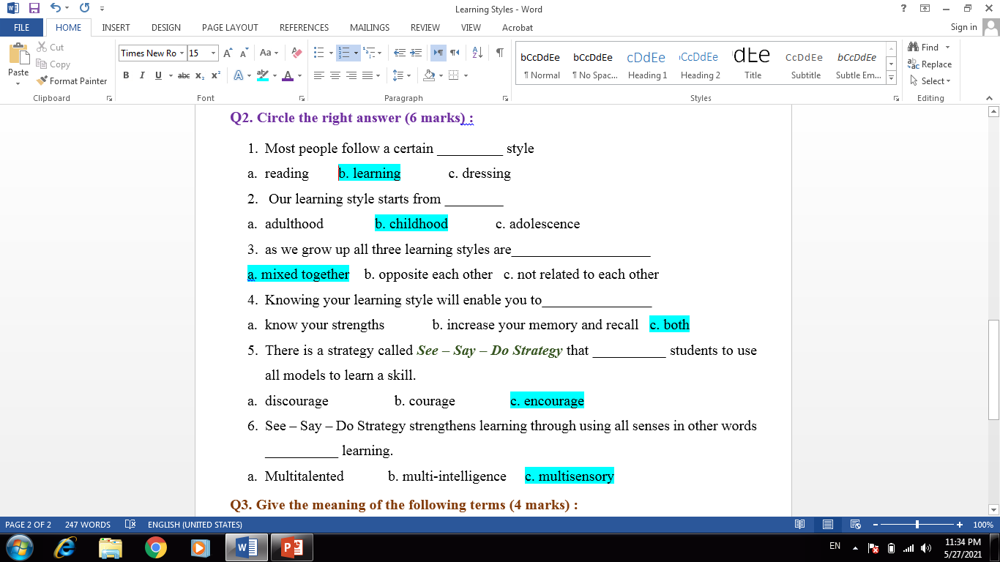 Learning Styles - Word
Sign in
FILE HOME INSERT DESIGN PAGE LAYOUT REFERENCES MAILINGS REVIEW VIEW Acrobat
Paste
Cut
Copy
Format Painter
Clipboard
Times New Ro 15
Font
Paragraph
bCcDdEe bCcDdEe cDdEe :CcDdEe dEe CcDdEe bCcDdEe
¶ Normal ¶ No Spac... Heading 1 Heading 2 Title Subtitle Subtle Em...
Styles
Find
Replace
Select
Editing
Q2. Circle the right answer (6 marks) :
1. Most people follow a certain _________ style
a. reading b. learning c. dressing
2. Our learning style starts from ________
a. adulthood b. childhood c. adolescence
3. as we grow up all three learning styles are___________________
a. mixed together b. opposite each other c. not related to each other
4. Knowing your learning style will enable you to_______________
a. know your strengths b. increase your memory and recall c. both
5. There is a strategy called See – Say – Do Strategy that __________ students to use
all models to learn a skill.
a. discourage b. courage c. encourage
6. See – Say – Do Strategy strengthens learning through using all senses in other words
__________ learning.
a. Multitalented b. multi-intelligence c. multisensory
Q3. Give the meaning of the following terms (4 marks) :
PAGE 2 OF 2 247 WORDS ENGLISH (UNITED STATES) 100%
EN 11:34 PM
5/27/2021